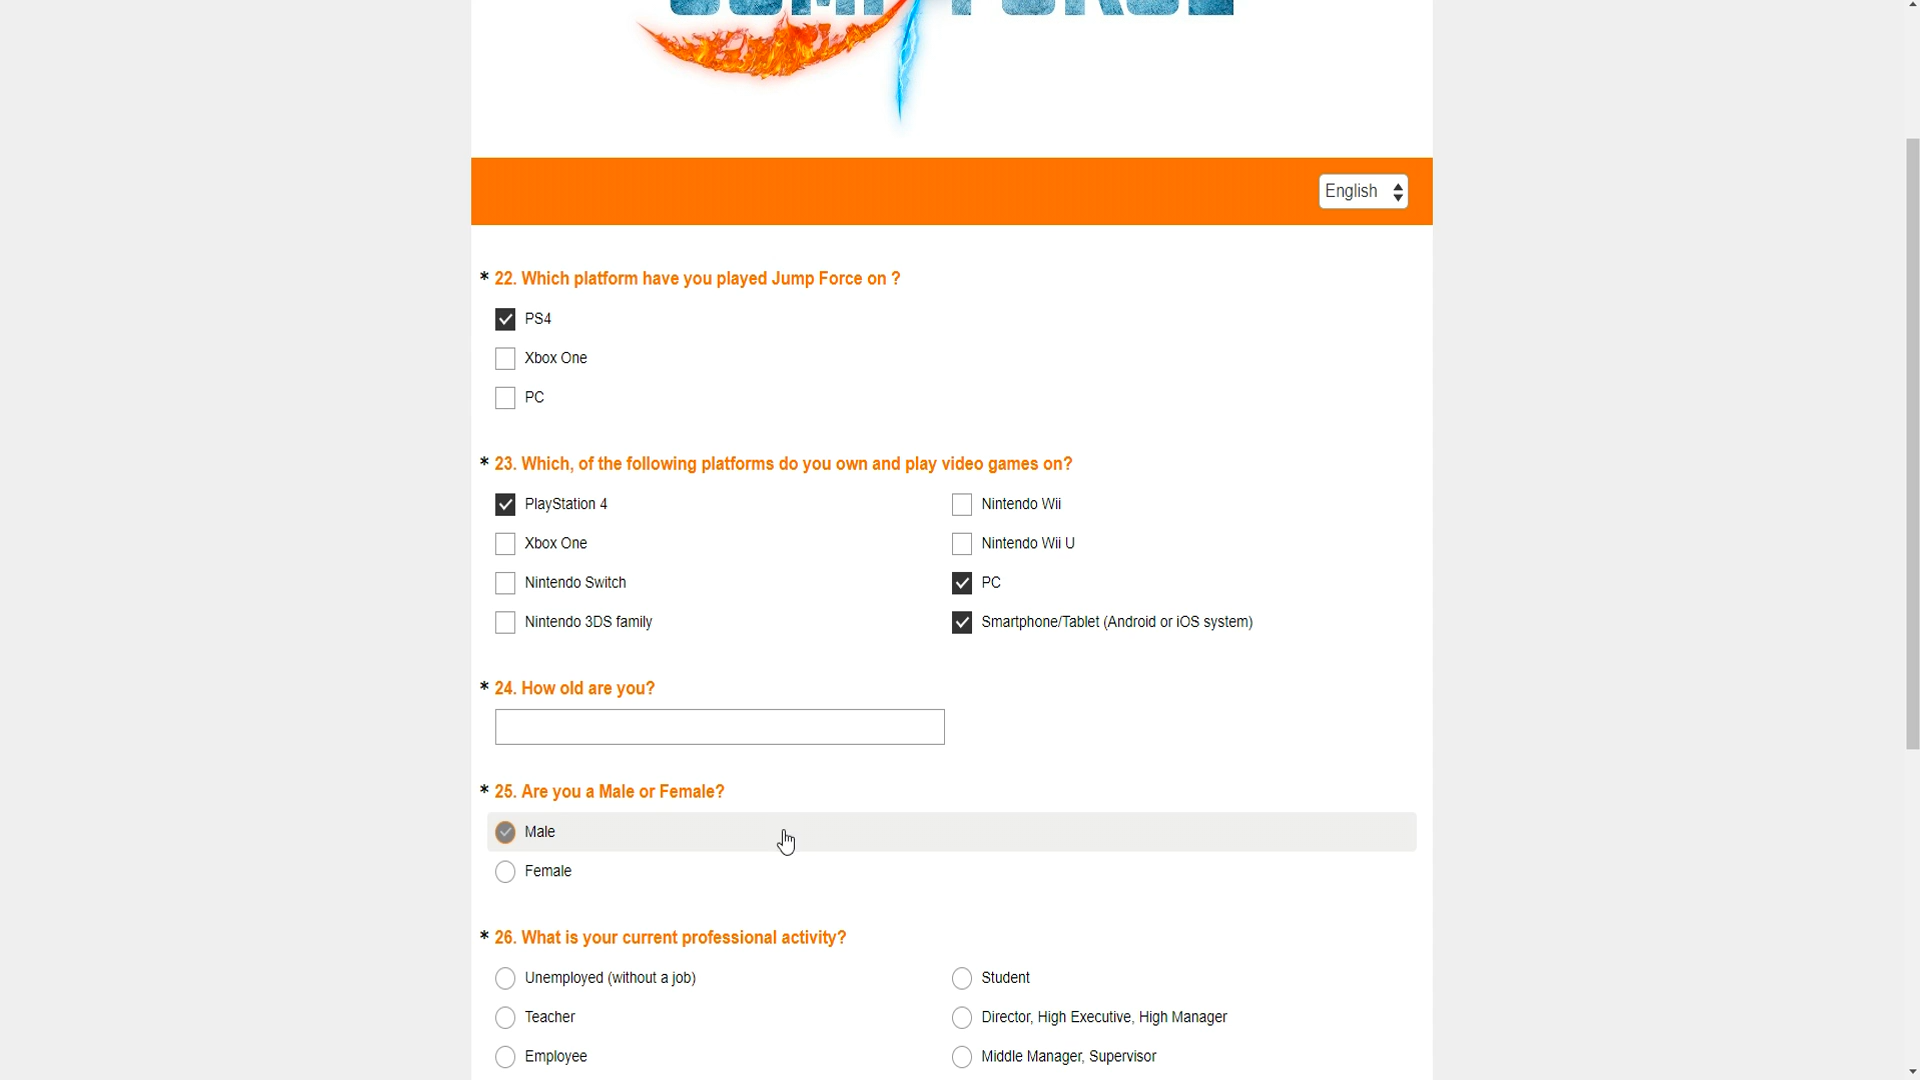 JUMP FORCE
English
* 22. Which platform have you played Jump Force on ?
PS4
Xbox One
PC
* 23. Which, of the following platforms do you own and play video games on?
PlayStation 4
Xbox One
Nintendo Switch
Nintendo 3DS family
Nintendo Wii
Nintendo Wii U
PC
Smartphone/Tablet (Android or iOS system)
* 24. How old are you?
* 25. Are you a Male or Female?
Male
Female
* 26. What is your current professional activity?
Unemployed (without a job)
Teacher
Employee
Student
Director, High Executive, High Manager
Middle Manager, Supervisor